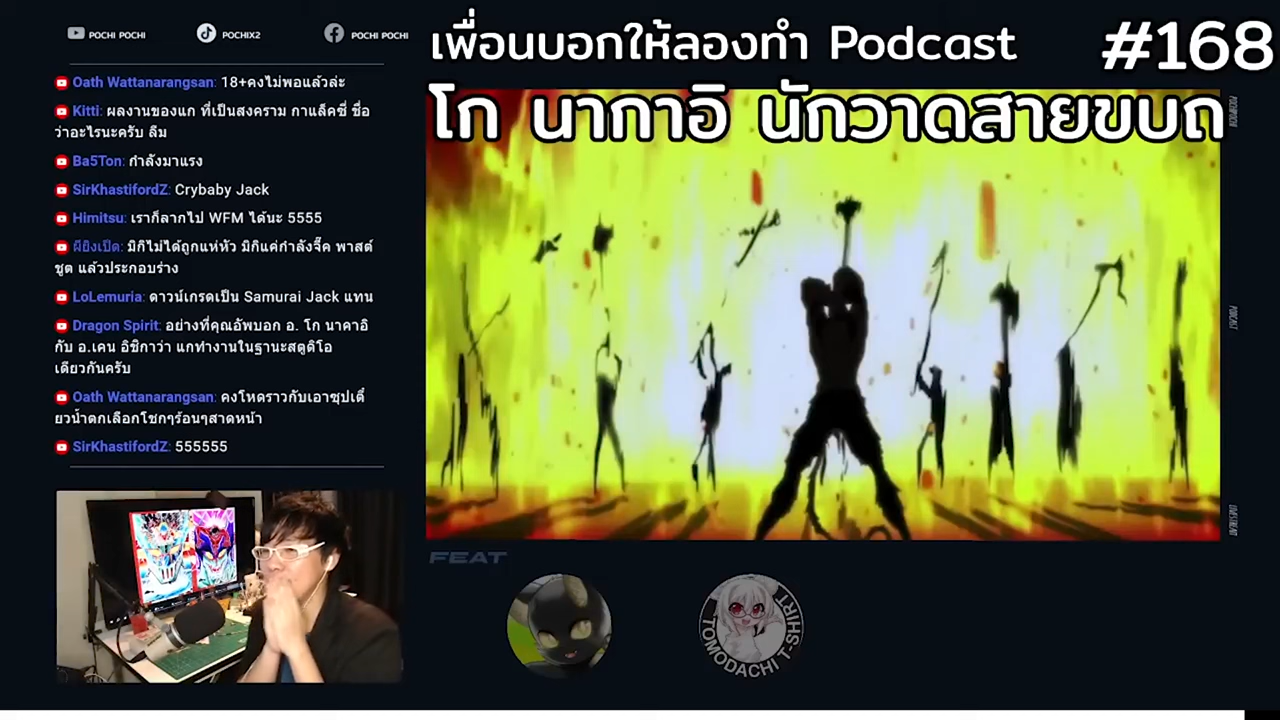 POCHI POCHI
POCHIX2
POCHI POCHI
เพื่อนบอกให้ลองทำ Podcast
#168
โก นากาอิ นักวาดสายขบถ
Oath Wattanarangsan: 18+คงไม่พอแล้วล่ะ
Kitti: ผลงานของแก ที่เป็นสงคราม กาแล็คซี่ ชื่อ
ว่าอะไรนะครับ ลืม
Ba5Ton: กำลังมาแรง
SirKhastifordZ: Crybaby Jack
Himitsu: เราก็ลากไป WFM ได้นะ 5555
ผียิงเป็ด: มิกิไม่ได้ถูกแห่หัว มิกิแค่กำลังจี๊ค พาสต์
ชูต แล้วประกอบร่าง
LoLemuria: ดาวน์เกรดเป็น Samurai Jack แทน
Dragon Spirit: อย่างที่คุณอัพบอก อ. โก นาคาอิ
กับ อ.เคน อิชิกาว่า แกทำงานในฐานะสตูดิโอ
เดียวกันครับ
Oath Wattanarangsan: คงโหดราวกับเอาซุปเตี๋
ยวน้ำตกเลือกโชกๆร้อนๆสาดหน้า
SirKhastifordZ: 555555
FEAT
TOMODACHI T-SHIRT